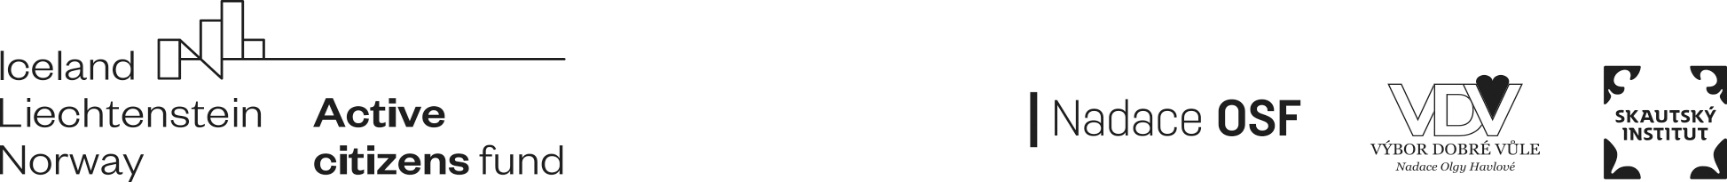 Iceland
Liechtenstein
Norway
Active
citizens fund
Nadace OSF
VDV
VÝBOR DOBRÉ VŮLE
Nadace Olgy Havlové
SKAUTSKÝ
INSTITUT